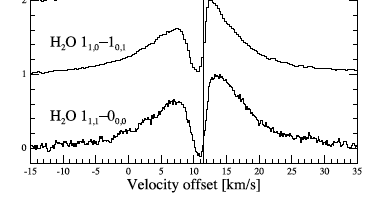 2
H₂O 1₁,₀–1₀,₁
1
H₂O 1₁,₁–0₀,₀
0
-15 -10 -5 0 5 10 15 20 25 30 35
Velocity offset [km/s]